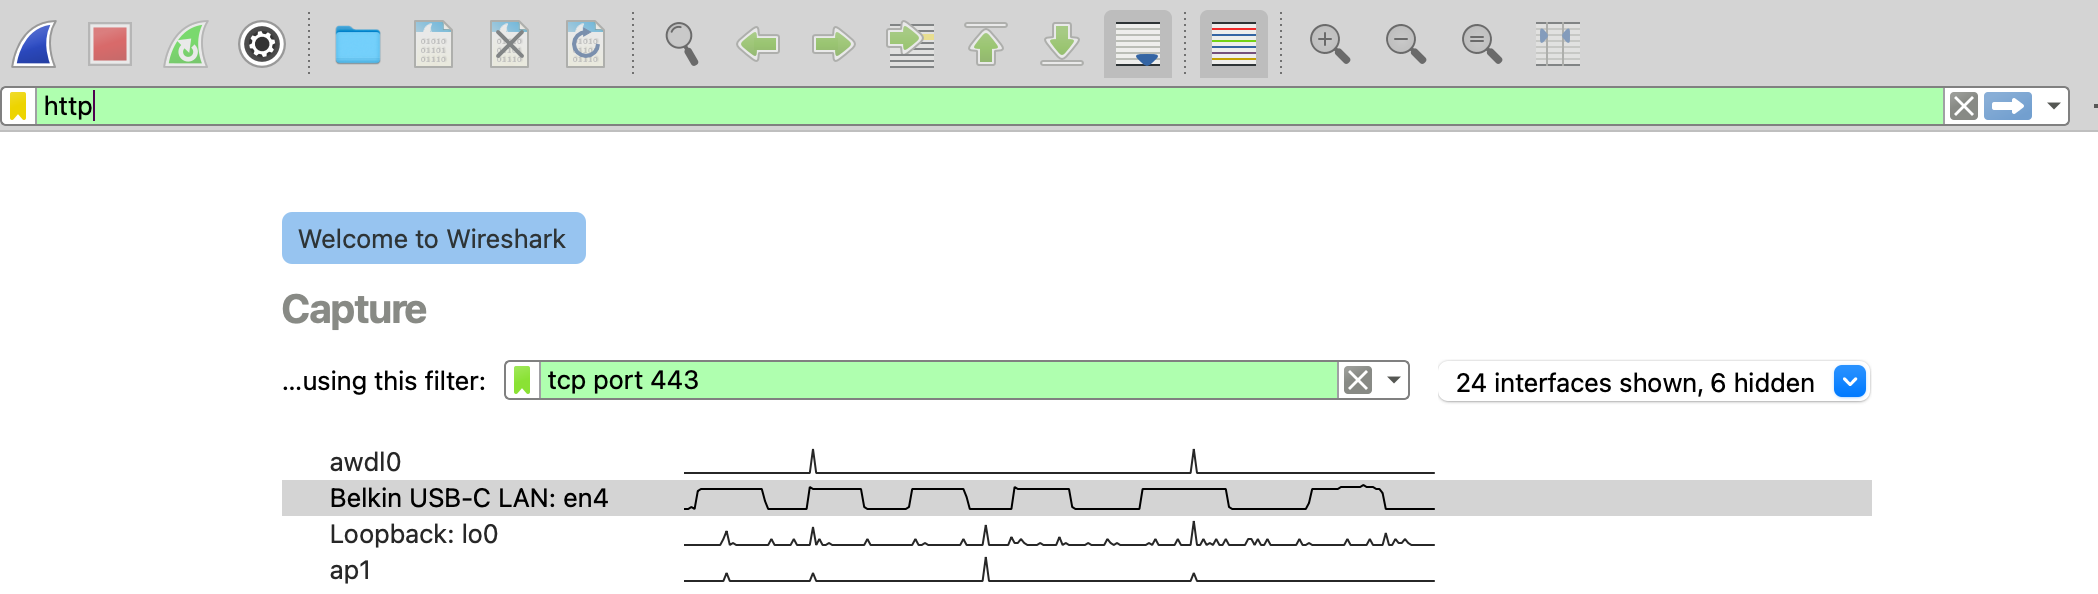 http
Welcome to Wireshark
Capture
...using this filter: tcp port 443 24 interfaces shown, 6 hidden
awdl0
Belkin USB-C LAN: en4
Loopback: lo0
ap1